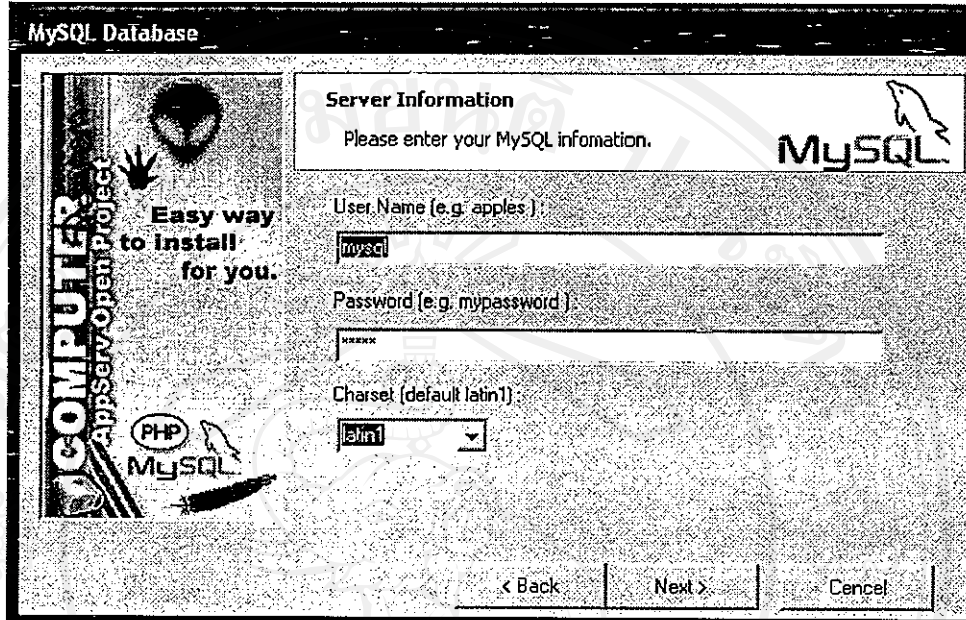 MySQL Database
COMPUTER
AppServ Open Project
Easy way
to install
for you.
PHP
MySQL
Server Information
Please enter your MySQL infomation.
MySQL
User Name (e.g. apples ) :
mysql
Password (e.g. mypassword ) :
*****
Charset (default latin1) :
latin1
< Back
Next >
Cencel